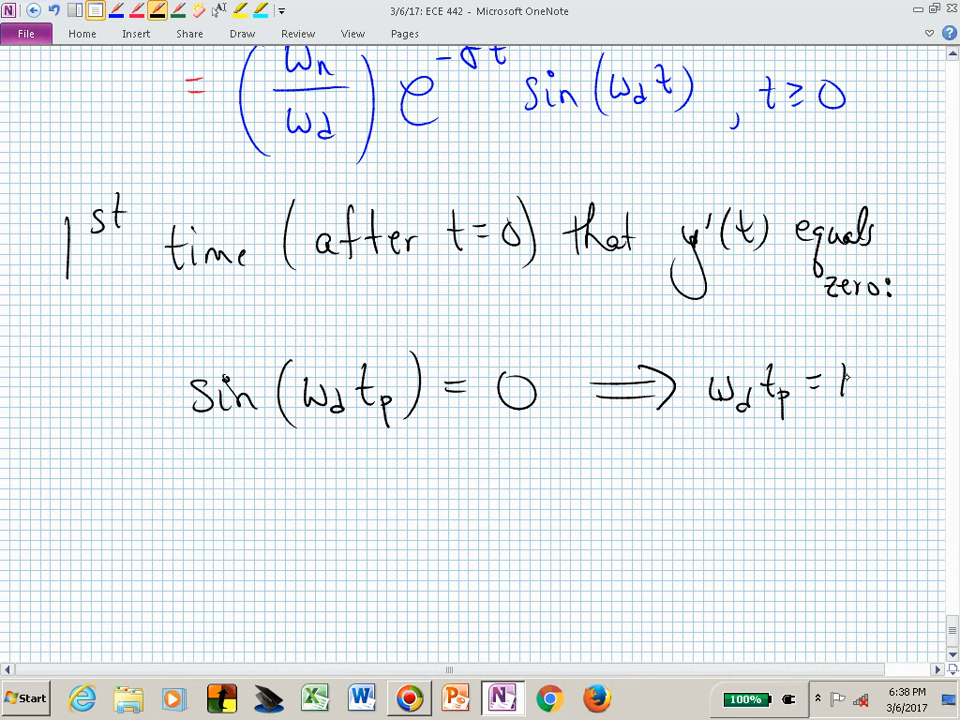 3/6/17: ECE 442 - Microsoft OneNote
File Home Insert Share Draw Review View Pages
= (ωn/ωd) e^-σt sin(ωd t), t ≥ 0
1st time (after t=0) that y'(t) equals
zero:
sin(ωd tp) = 0 ⟹ ωd tp =
Start
100%
6:38 PM
3/6/2017